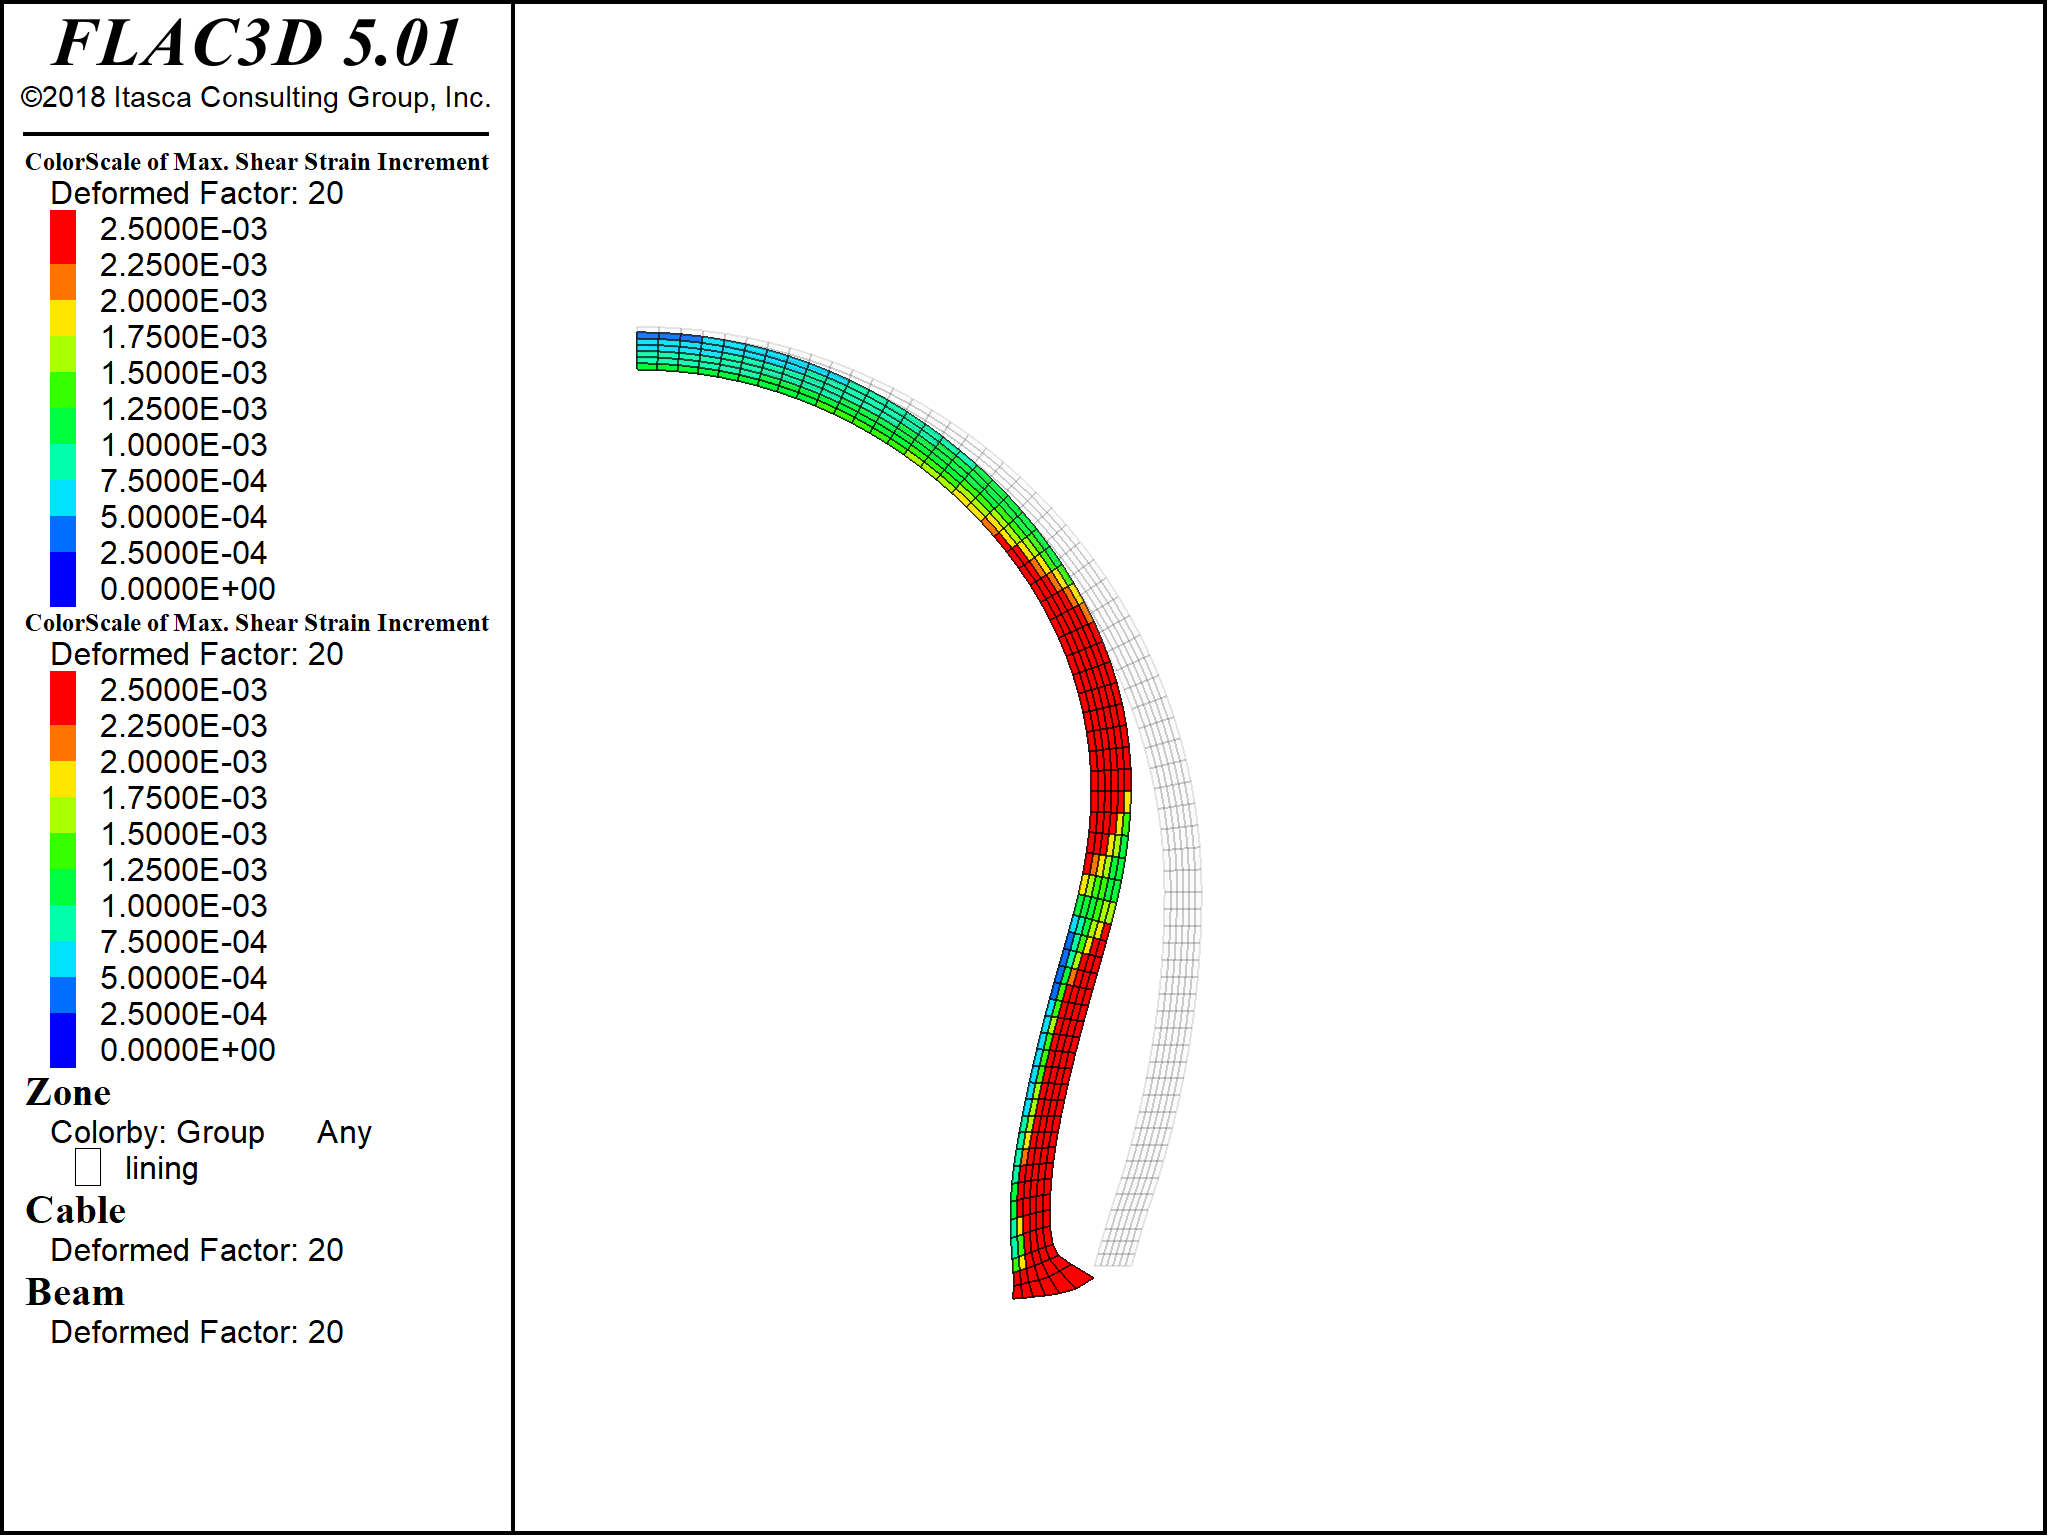 FLAC3D 5.01
©2018 Itasca Consulting Group, Inc.
ColorScale of Max. Shear Strain Increment
Deformed Factor: 20
2.5000E-03
2.2500E-03
2.0000E-03
1.7500E-03
1.5000E-03
1.2500E-03
1.0000E-03
7.5000E-04
5.0000E-04
2.5000E-04
0.0000E+00
ColorScale of Max. Shear Strain Increment
Deformed Factor: 20
2.5000E-03
2.2500E-03
2.0000E-03
1.7500E-03
1.5000E-03
1.2500E-03
1.0000E-03
7.5000E-04
5.0000E-04
2.5000E-04
0.0000E+00
Zone
Colorby: Group Any
lining
Cable
Deformed Factor: 20
Beam
Deformed Factor: 20